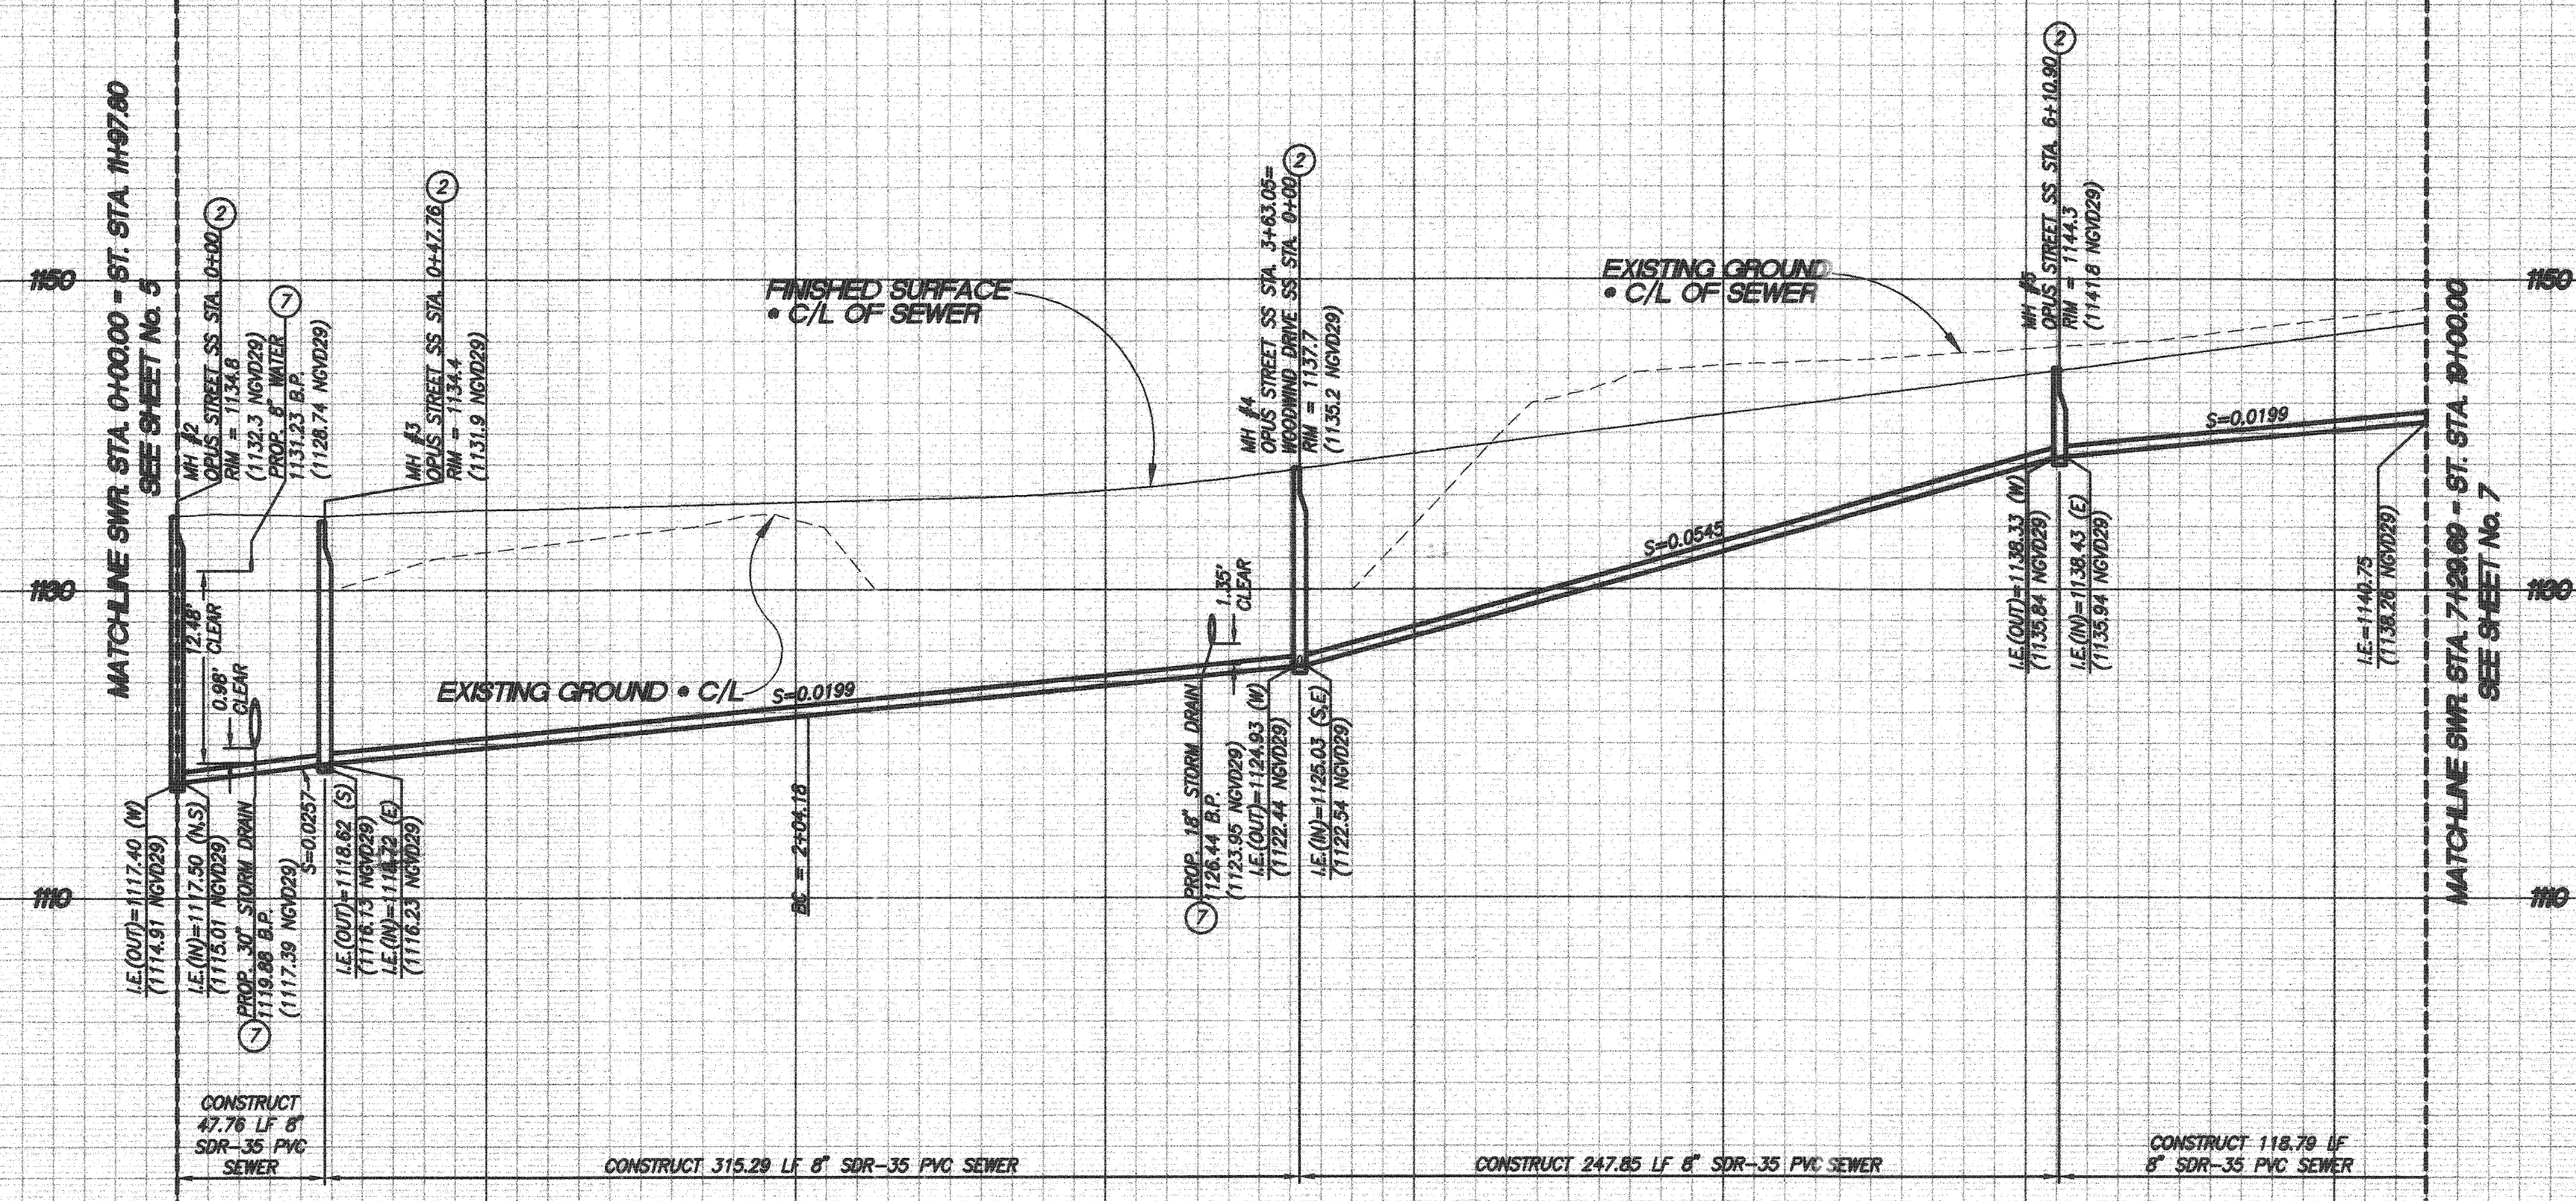 MATCHLINE SWR. STA. 0+00.00 = ST. STA. 11+97.80
SEE SHEET No. 5
1150
1130
1110
2
MH #2
OPUS STREET SS STA. 0+00
RIM = 1134.8
(1132.3 NGVD29)
7
PROP. 8" WATER
1131.23 B.P.
(1128.74 NGVD29)
2
MH #3
OPUS STREET SS STA. 0+47.76
RIM = 1134.4
(1131.9 NGVD29)
FINISHED SURFACE
@ C/L OF SEWER
2
MH #4
OPUS STREET SS STA. 3+63.05=
WOODWIND DRIVE SS STA. 0+00
RIM = 1137.7
(1135.2 NGVD29)
EXISTING GROUND
@ C/L OF SEWER
2
MH #5
OPUS STREET SS STA. 6+10.90
RIM = 1144.3
(1141.8 NGVD29)
1150
1130
1110
MATCHLINE SWR. STA. 7+29.69 = ST. STA. 19+00.00
SEE SHEET No. 7
12.48'
CLEAR
0.98'
CLEAR
EXISTING GROUND @ C/L
S=0.0199
1.35'
CLEAR
S=0.0545
S=0.0199
I.E.(OUT)=1117.40 (W)
(1114.91 NGVD29)
I.E.(IN)=1117.50 (N,S)
(1115.01 NGVD29)
PROP. 30" STORM DRAIN
1119.88 B.P.
(1117.39 NGVD29)
7
S=0.0257
I.E.(OUT)=1118.62 (S)
(1116.13 NGVD29)
I.E.(IN)=1118.72 (E)
(1116.23 NGVD29)
BC = 2+04.18
PROP. 18" STORM DRAIN
1126.44 B.P.
(1123.95 NGVD29)
7
I.E.(OUT)=1124.93 (W)
(1122.44 NGVD29)
I.E.(IN)=1125.03 (S,E)
(1122.54 NGVD29)
I.E.(OUT)=1138.33 (W)
(1135.84 NGVD29)
I.E.(IN)=1138.43 (E)
(1135.94 NGVD29)
I.E.=1140.75
(1138.26 NGVD29)
CONSTRUCT
47.76 LF 8"
SDR-35 PVC
SEWER
CONSTRUCT 315.29 LF 8" SDR-35 PVC SEWER
CONSTRUCT 247.85 LF 8" SDR-35 PVC SEWER
CONSTRUCT 118.79 LF
8" SDR-35 PVC SEWER